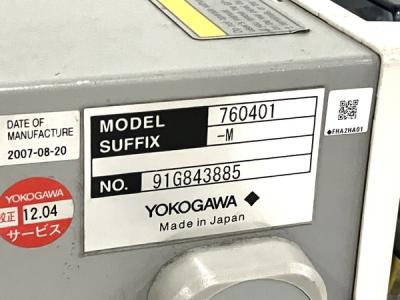 DATE OF
MANUFACTURE
2007-08-20
MODEL 760401
SUFFIX -M
NO. 91G843885
YOKOGAWA
Made in Japan
◆FHA2HA01
YOKOGAWA
校正 12.04
サービス